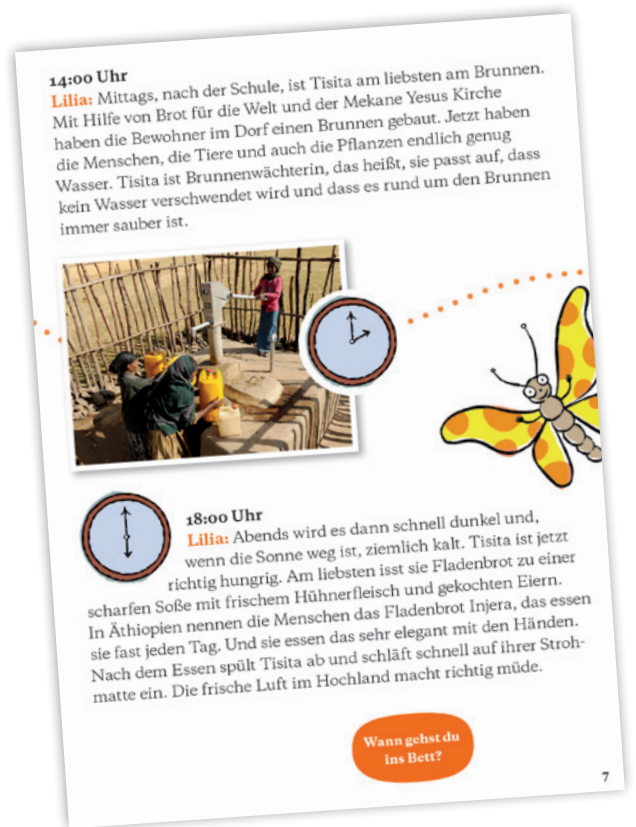 14:00 Uhr
Lilia: Mittags, nach der Schule, ist Tisita am liebsten am Brunnen.
Mit Hilfe von Brot für die Welt und der Mekane Yesus Kirche
haben die Bewohner im Dorf einen Brunnen gebaut. Jetzt haben
die Menschen, die Tiere und auch die Pflanzen endlich genug
Wasser. Tisita ist Brunnenwächterin, das heißt, sie passt auf, dass
kein Wasser verschwendet wird und dass es rund um den Brunnen
immer sauber ist.
18:00 Uhr
Lilia: Abends wird es dann schnell dunkel und,
wenn die Sonne weg ist, ziemlich kalt. Tisita ist jetzt
richtig hungrig. Am liebsten isst sie Fladenbrot zu einer
scharfen Soße mit frischem Hühnerfleisch und gekochten Eiern.
In Äthiopien nennen die Menschen das Fladenbrot Injera, das essen
sie fast jeden Tag. Und sie essen das sehr elegant mit den Händen.
Nach dem Essen spült Tisita ab und schläft schnell auf ihrer Stroh-
matte ein. Die frische Luft im Hochland macht richtig müde.
Wann gehst du
ins Bett?
7